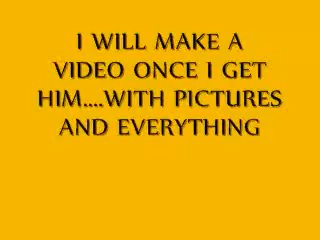 I WILL MAKE A
VIDEO ONCE I GET
HIM....WITH PICTURES
AND EVERYTHING